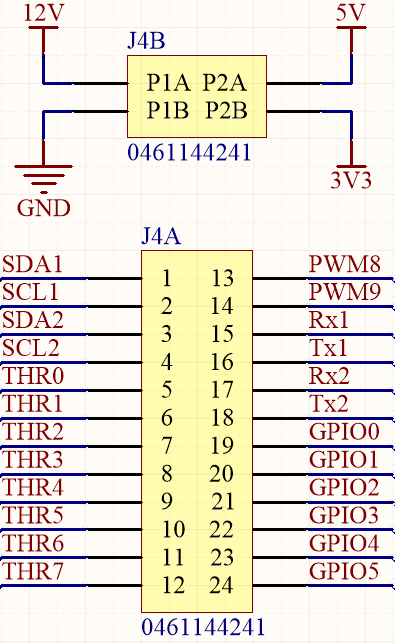 12V 5V
J4B
P1A P2A
P1B P2B
0461144241
GND 3V3
J4A
SDA1 1 13 PWM8
SCL1 2 14 PWM9
SDA2 3 15 Rx1
SCL2 4 16 Tx1
THR0 5 17 Rx2
THR1 6 18 Tx2
THR2 7 19 GPIO0
THR3 8 20 GPIO1
THR4 9 21 GPIO2
THR5 10 22 GPIO3
THR6 11 23 GPIO4
THR7 12 24 GPIO5
0461144241